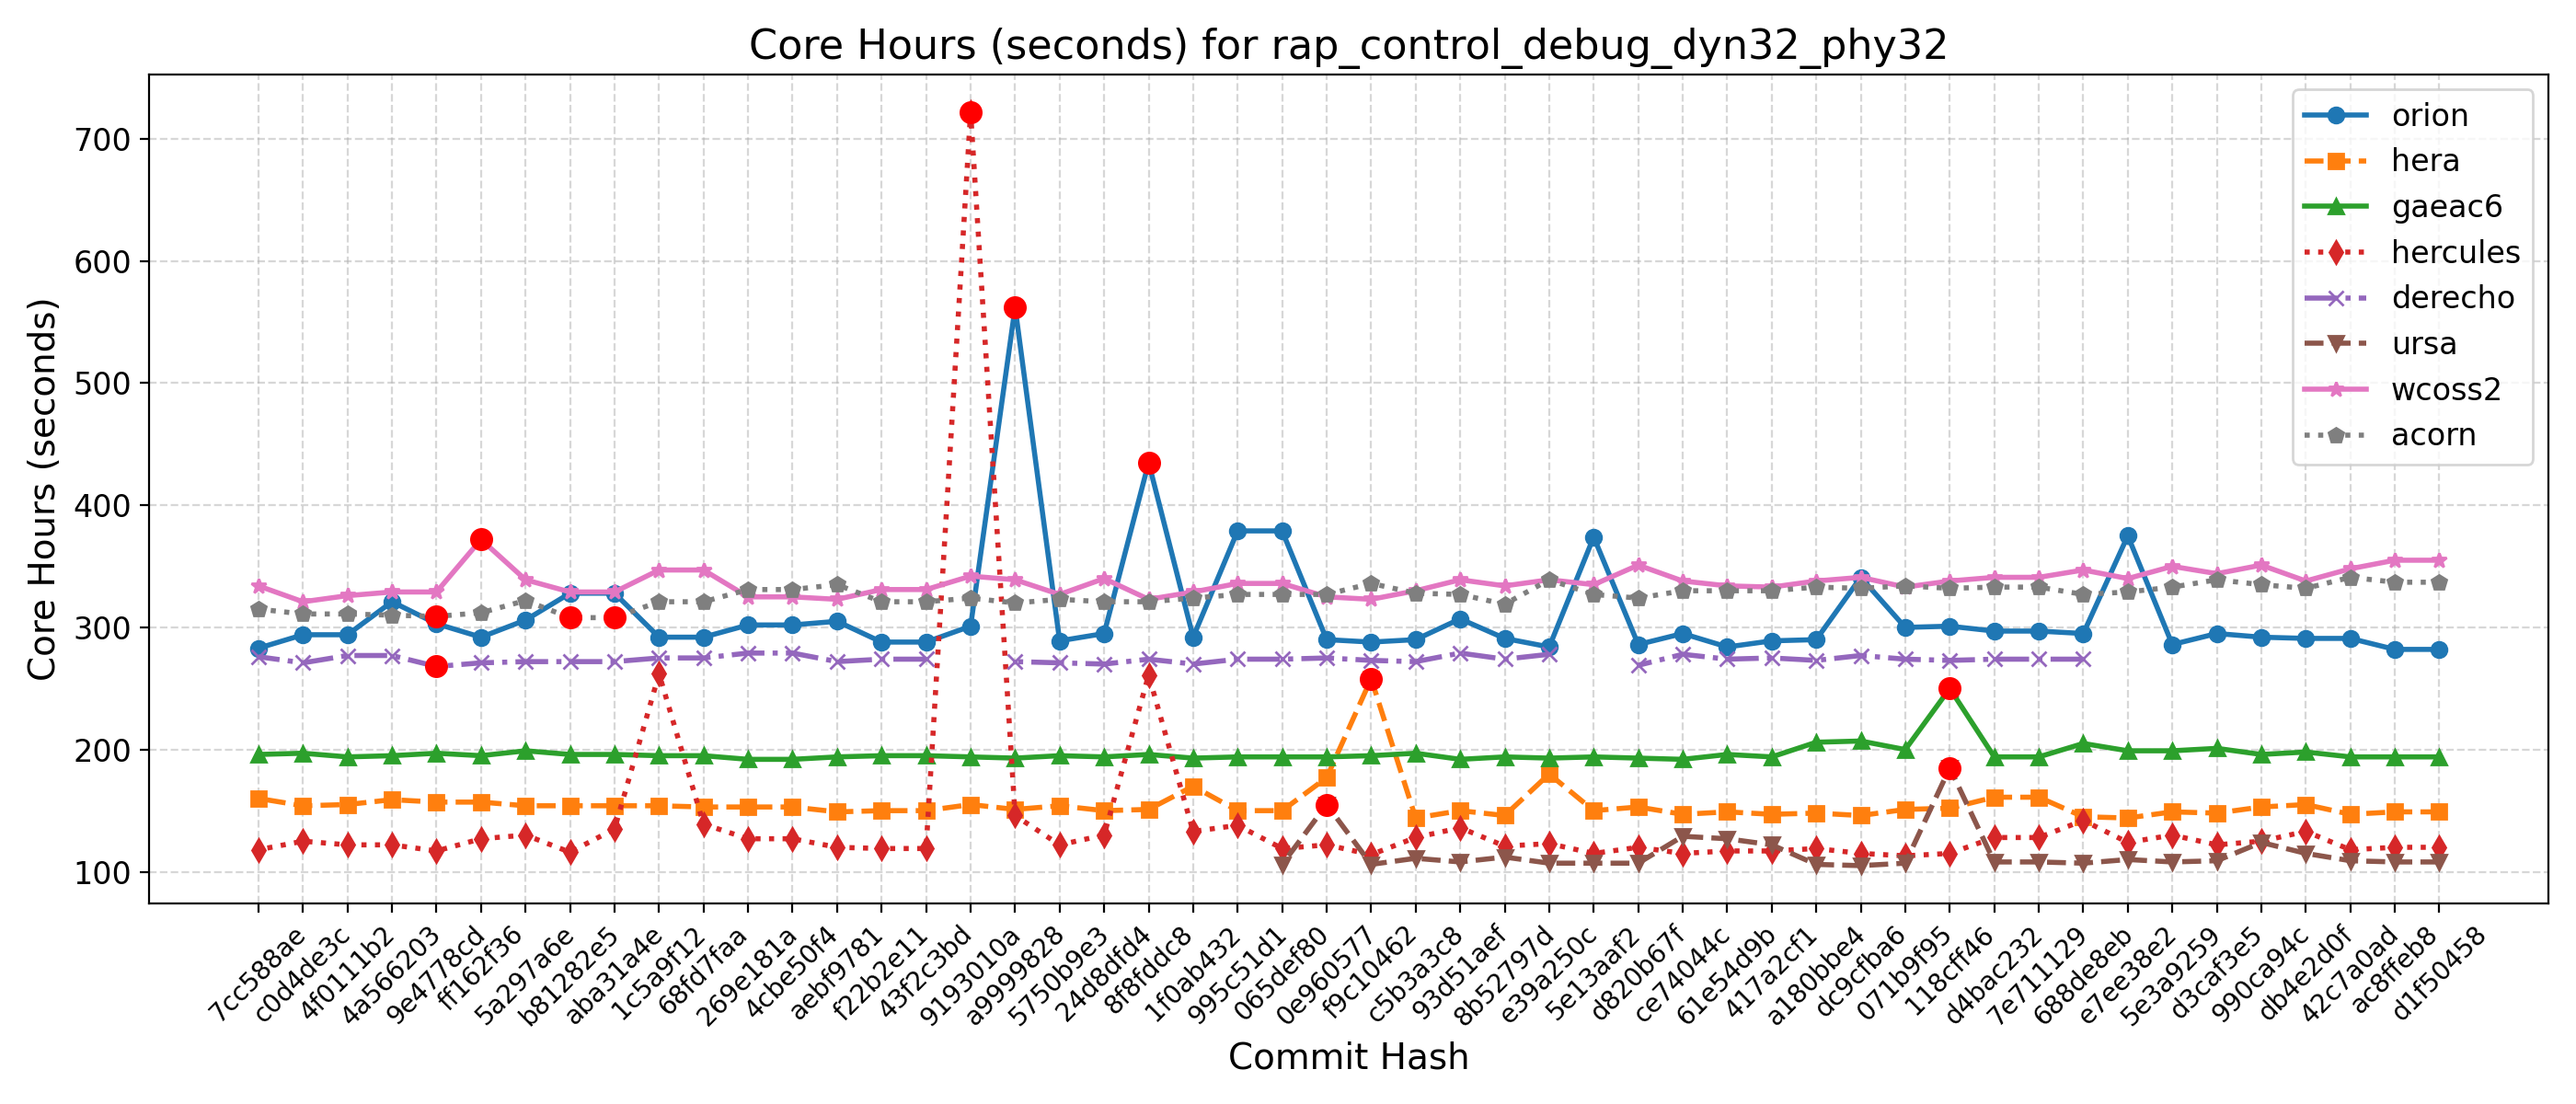 Core Hours (seconds) for rap_control_debug_dyn32_phy32
Core Hours (seconds)
700
600
500
400
300
200
100
orion
hera
gaeac6
hercules
derecho
ursa
wcoss2
acorn
7cc588ae
c0d4de3c
4f0111b2
4a566203
9e4778cd
ff162f36
5a297a6e
b81282e5
aba31a4e
1c5a9f12
68fd7faa
269e181a
4cbe50f4
aebf9781
f22b2e11
43f2c3bd
9193010a
a9999828
5750b9e3
24d8dfd4
8f8fddc8
1f0ab432
995c51d1
065def80
0e960577
f9c10462
c5b3a3c8
93d51aef
8b52797d
e39a250c
5e13aaf2
d820b67f
ce74044c
61e54d9b
417a2cf1
a180bbe4
dc9cfba6
071b9f95
118cff46
d4bac232
7e711129
688de8eb
e7ee38e2
5e3a9259
d3caf3e5
990ca94c
db4e2d0f
42c7a0ad
ac8ffeb8
d1f50458
Commit Hash